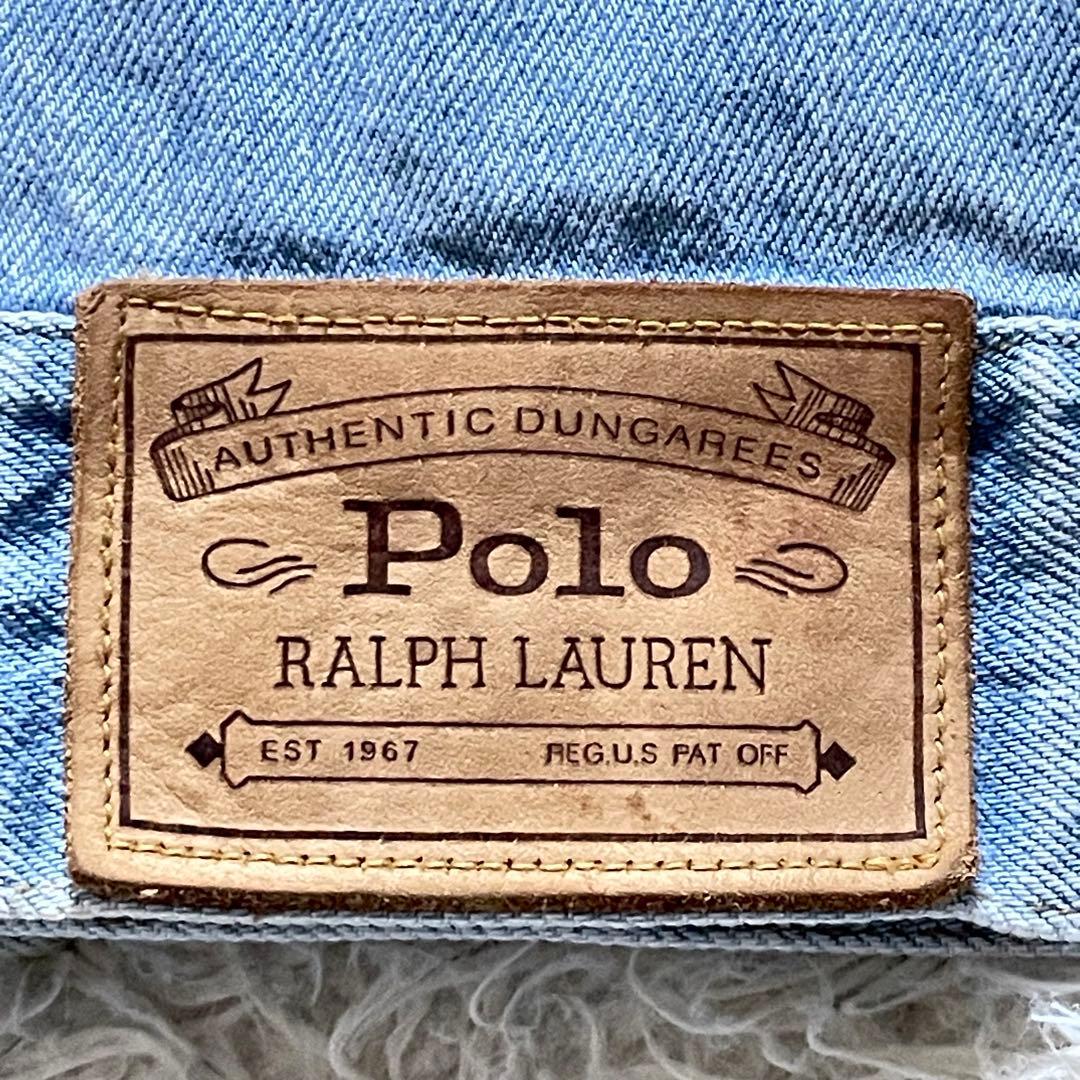 AUTHENTIC DUNGAREES
Polo
RALPH LAUREN
EST 1967 REG.U.S PAT OFF